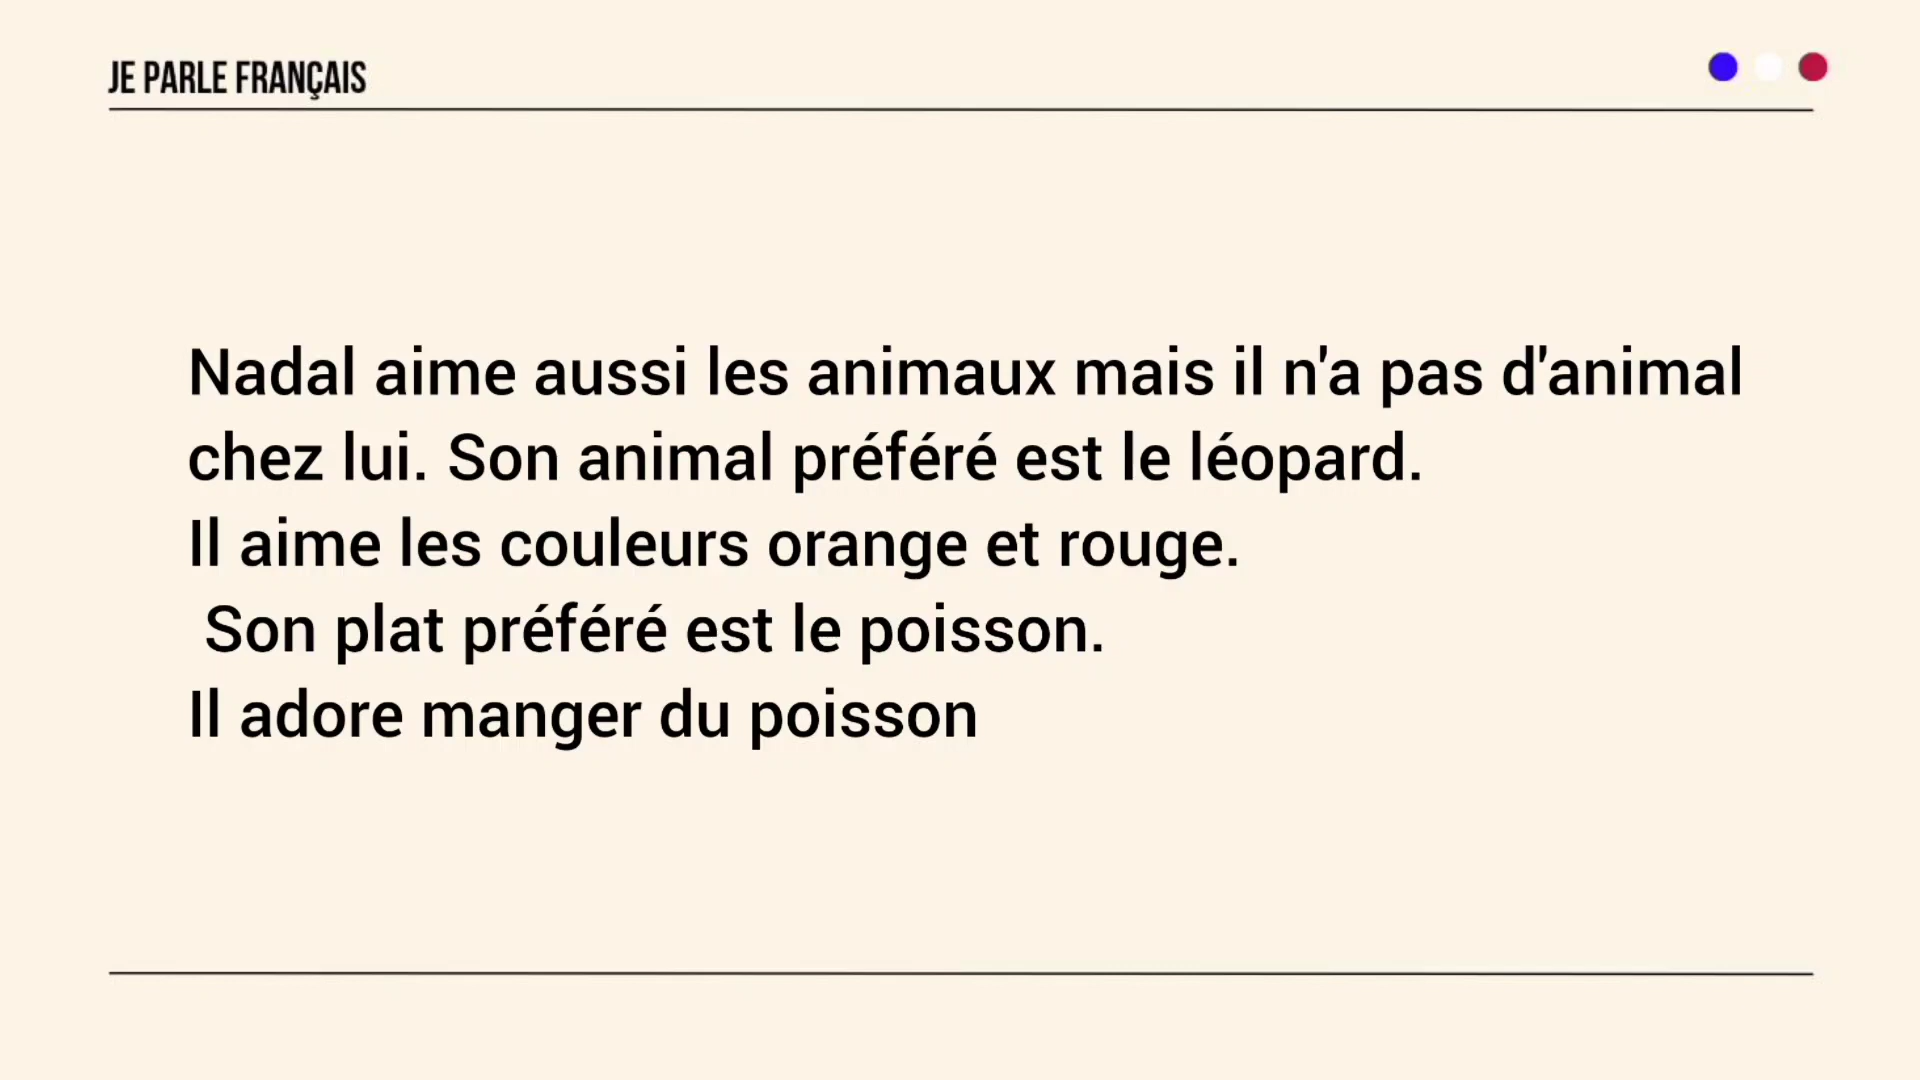 JE PARLE FRANÇAIS
Nadal aime aussi les animaux mais il n'a pas d'animal
chez lui. Son animal préféré est le léopard.
Il aime les couleurs orange et rouge.
Son plat préféré est le poisson.
Il adore manger du poisson